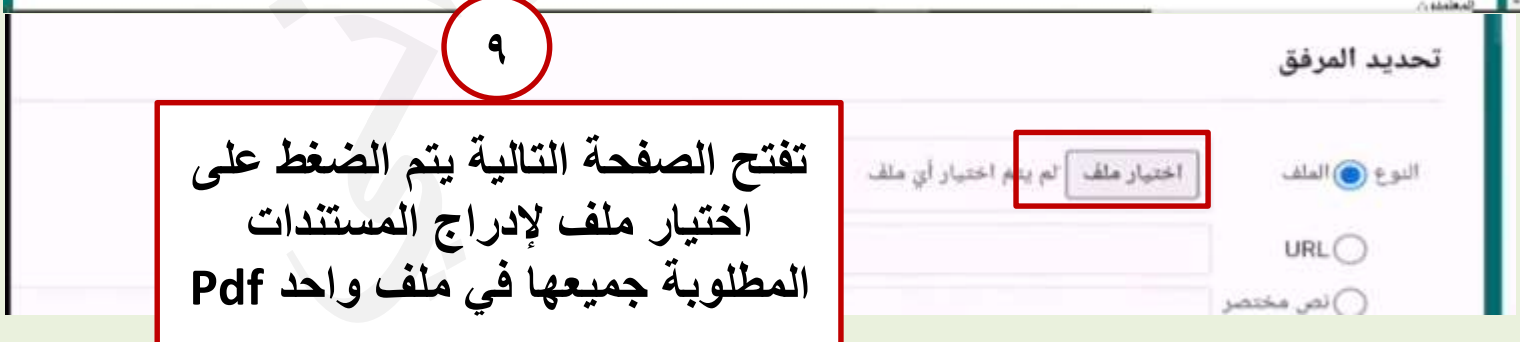 المعتمدون
تحديد المرفق
٩
النوع الملف اختيار ملف لم يتم اختيار أي ملف
URL
نص مختصر
تفتح الصفحة التالية يتم الضغط على
اختيار ملف لإدراج المستندات
المطلوبة جميعها في ملف واحد Pdf